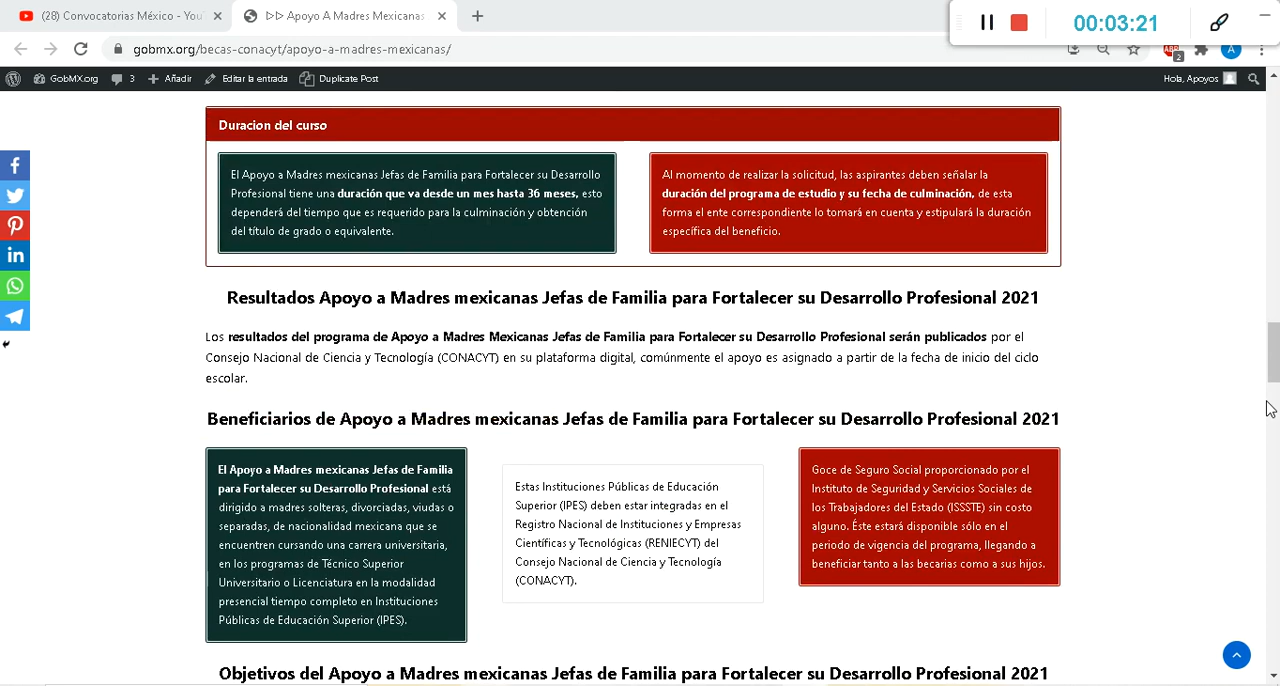 (28) Convocatorias México - You
▷▷ Apoyo A Madres Mexicanas
00:03:21
gobmx.org/becas-conacyt/apoyo-a-madres-mexicanas/
ABP
2
A
GobMX.org
3
Añadir
Editar la entrada
Duplicate Post
Hola, Apoyos
Duracion del curso
El Apoyo a Madres mexicanas Jefas de Familia para Fortalecer su Desarrollo
Profesional tiene una duración que va desde un mes hasta 36 meses, esto
dependerá del tiempo que es requerido para la culminación y obtención
del título de grado o equivalente.
Al momento de realizar la solicitud, las aspirantes deben señalar la
duración del programa de estudio y su fecha de culminación, de esta
forma el ente correspondiente lo tomará en cuenta y estipulará la duración
específica del beneficio.
Resultados Apoyo a Madres mexicanas Jefas de Familia para Fortalecer su Desarrollo Profesional 2021
Los resultados del programa de Apoyo a Madres Mexicanas Jefas de Familia para Fortalecer su Desarrollo Profesional serán publicados por el
Consejo Nacional de Ciencia y Tecnología (CONACYT) en su plataforma digital, comúnmente el apoyo es asignado a partir de la fecha de inicio del ciclo
escolar.
Beneficiarios de Apoyo a Madres mexicanas Jefas de Familia para Fortalecer su Desarrollo Profesional 2021
El Apoyo a Madres mexicanas Jefas de Familia
para Fortalecer su Desarrollo Profesional está
dirigido a madres solteras, divorciadas, viudas o
separadas, de nacionalidad mexicana que se
encuentren cursando una carrera universitaria,
en los programas de Técnico Superior
Universitario o Licenciatura en la modalidad
presencial tiempo completo en Instituciones
Públicas de Educación Superior (IPES).
Estas Instituciones Públicas de Educación
Superior (IPES) deben estar integradas en el
Registro Nacional de Instituciones y Empresas
Científicas y Tecnológicas (RENIECYT) del
Consejo Nacional de Ciencia y Tecnología
(CONACYT).
Goce de Seguro Social proporcionado por el
Instituto de Seguridad y Servicios Sociales de
los Trabajadores del Estado (ISSSTE) sin costo
alguno. Éste estará disponible sólo en el
periodo de vigencia del programa, llegando a
beneficiar tanto a las becarias como a sus hijos.
Objetivos del Apoyo a Madres mexicanas Jefas de Familia para Fortalecer su Desarrollo Profesional 2021